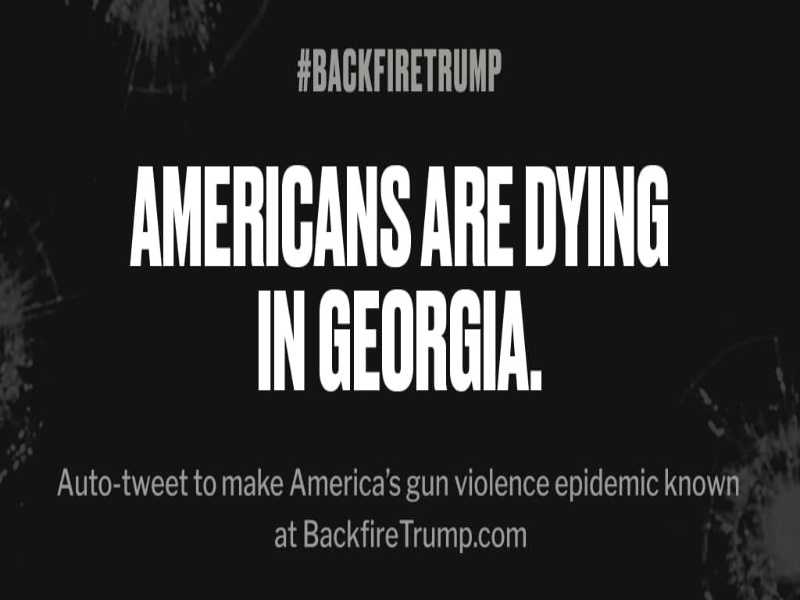 #BACKFIRETRUMP
AMERICANS ARE DYING
IN GEORGIA.
Auto-tweet to make America's gun violence epidemic known
at BackfireTrump.com